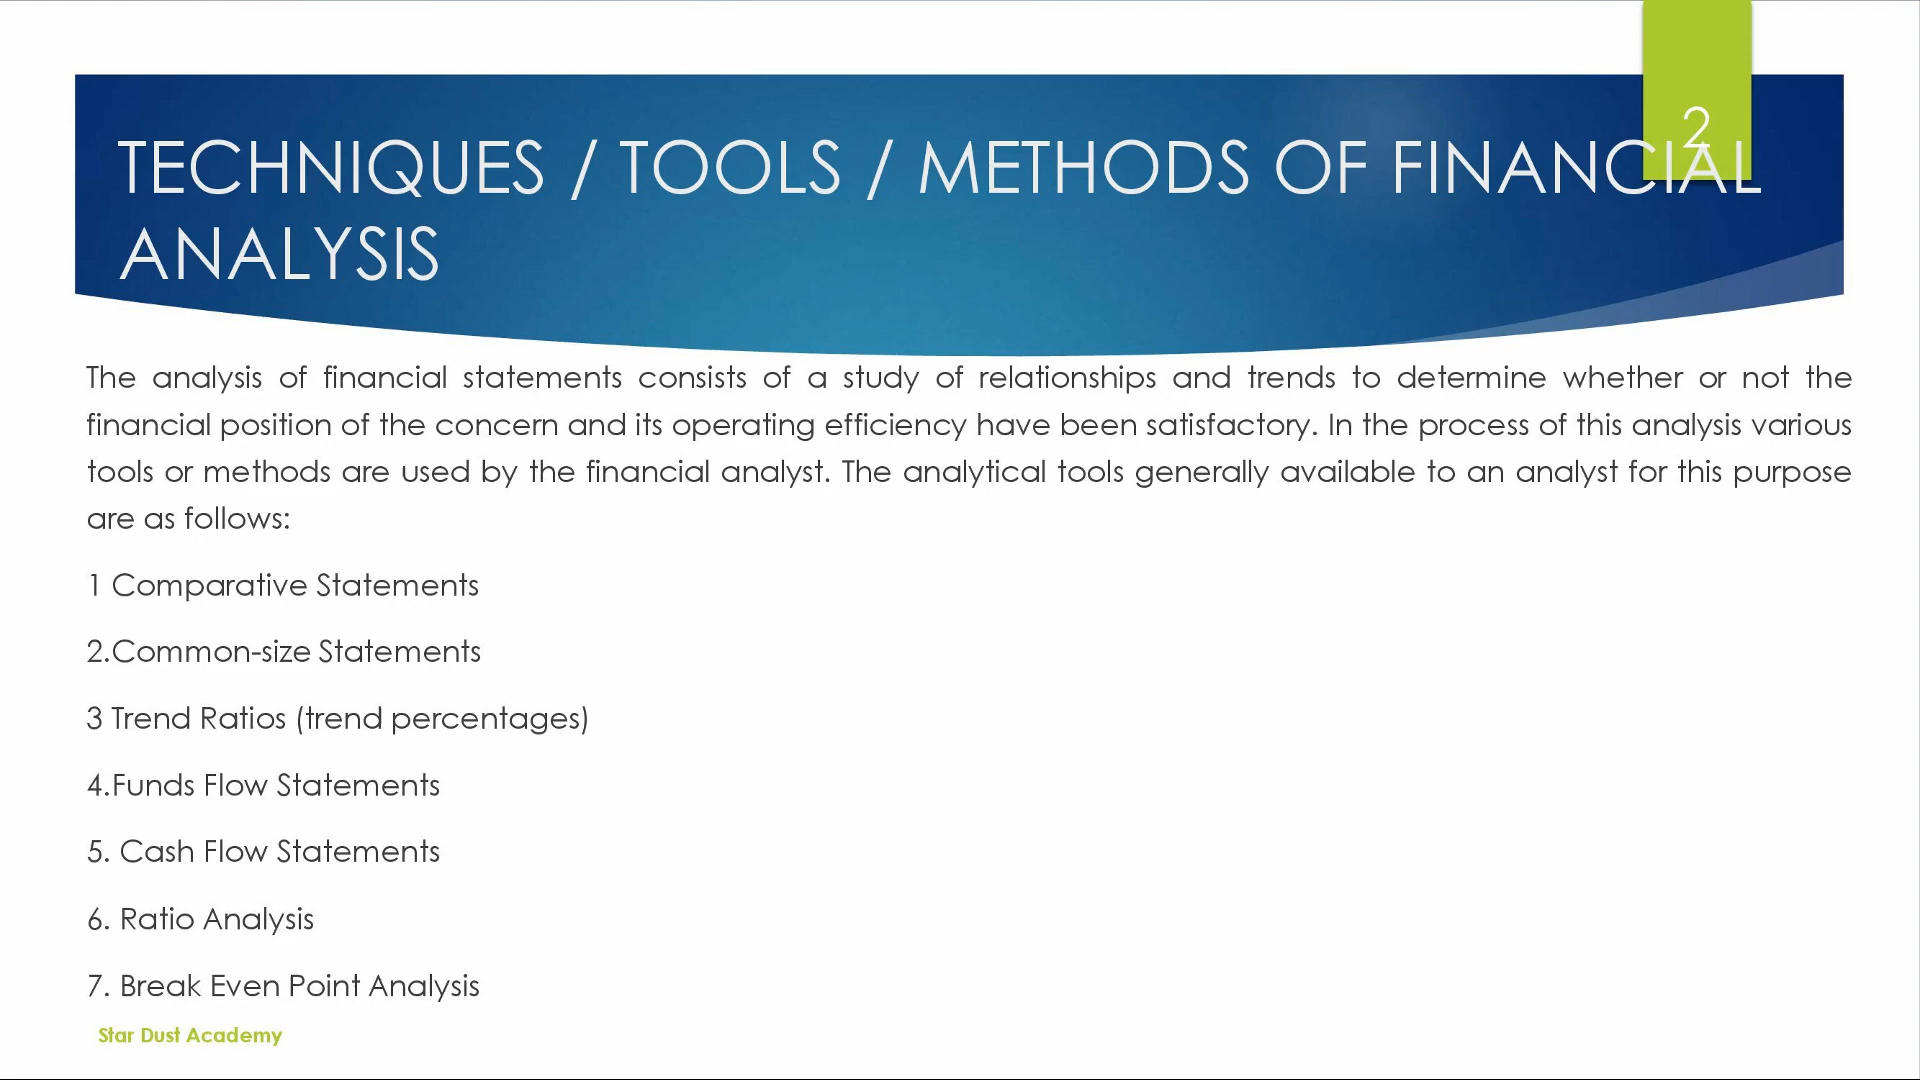 2
TECHNIQUES / TOOLS / METHODS OF FINANCIAL
ANALYSIS
The analysis of financial statements consists of a study of relationships and trends to determine whether or not the
financial position of the concern and its operating efficiency have been satisfactory. In the process of this analysis various
tools or methods are used by the financial analyst. The analytical tools generally available to an analyst for this purpose
are as follows:
1 Comparative Statements
2.Common-size Statements
3 Trend Ratios (trend percentages)
4.Funds Flow Statements
5. Cash Flow Statements
6. Ratio Analysis
7. Break Even Point Analysis
Star Dust Academy